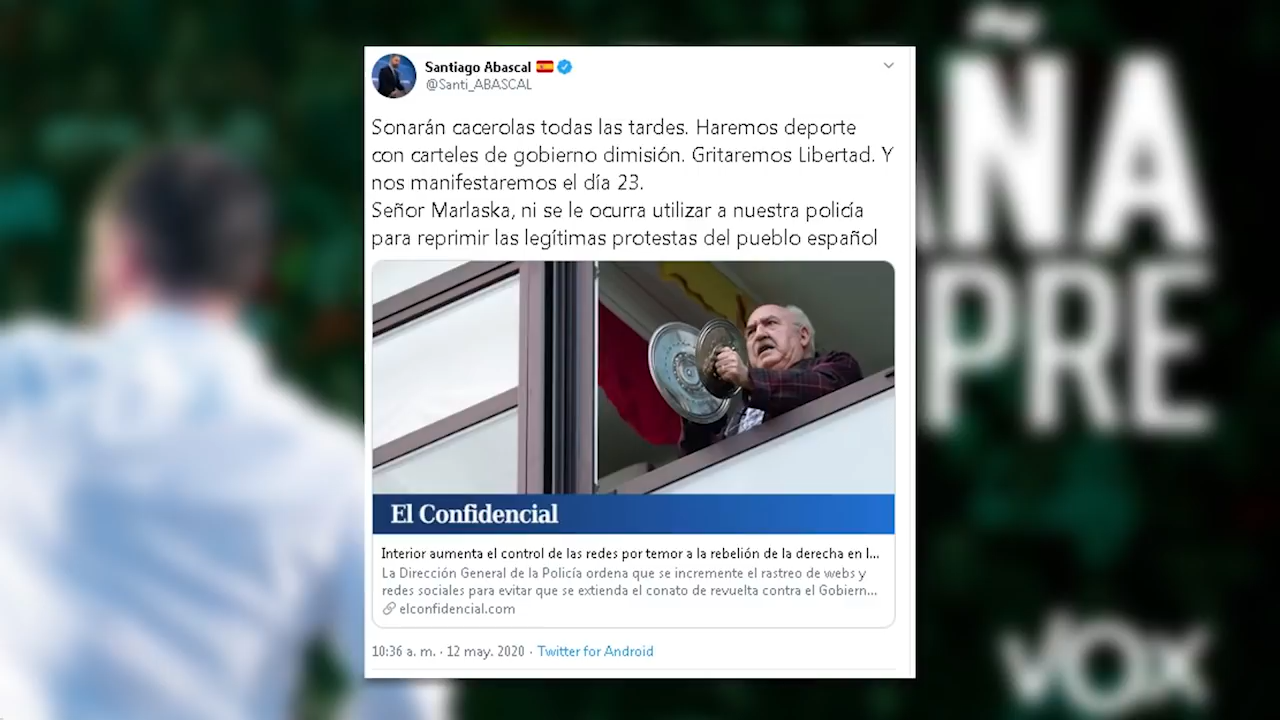 Santiago Abascal
@Santi_ABASCAL
Sonarán cacerolas todas las tardes. Haremos deporte
con carteles de gobierno dimisión. Gritaremos Libertad. Y
nos manifestaremos el día 23.
Señor Marlaska, ni se le ocurra utilizar a nuestra policía
para reprimir las legítimas protestas del pueblo español
El Confidencial
Interior aumenta el control de las redes por temor a la rebelión de la derecha en l...
La Dirección General de la Policía ordena que se incremente el rastreo de webs y
redes sociales para evitar que se extienda el conato de revuelta contra el Gobiern...
elconfidencial.com
10:36 a. m. · 12 may. 2020 · Twitter for Android
ÑA
PRE
VOX